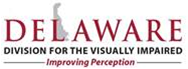 DELAWARE
DIVISION FOR THE VISUALLY IMPAIRED
Improving Perception